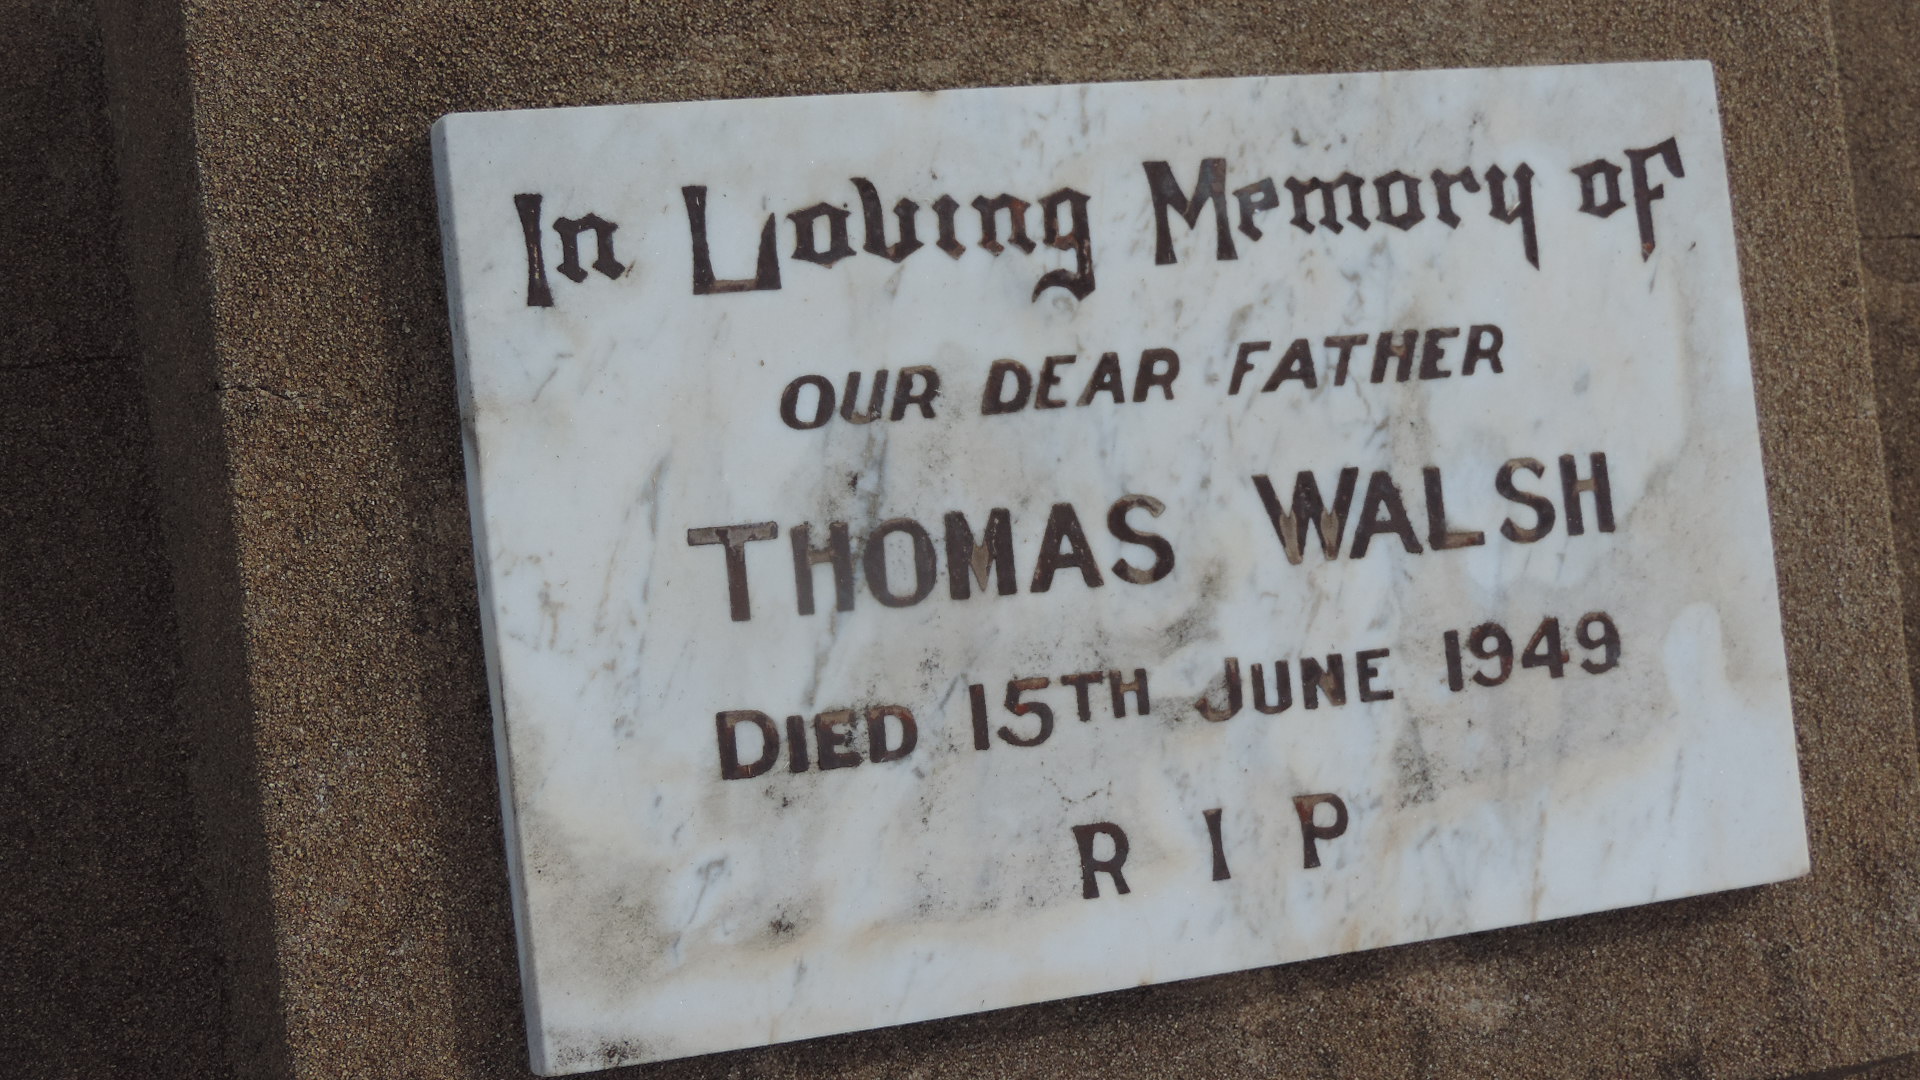 In Loving Memory of
OUR DEAR FATHER
THOMAS WALSH
DIED 15TH JUNE 1949
R I P